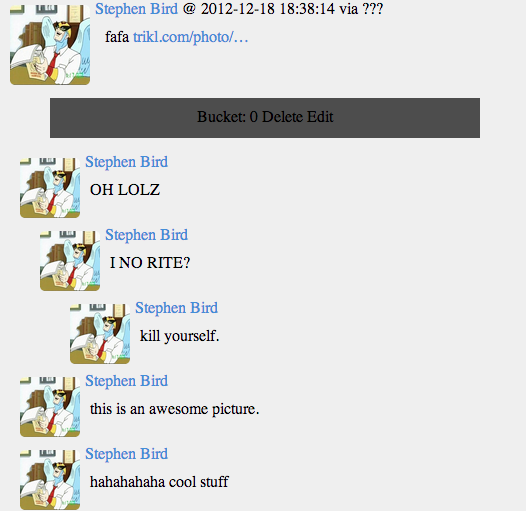 Stephen Bird @ 2012-12-18 18:38:14 via ???
fafa trikl.com/photo/…
Bucket: 0 Delete Edit
Stephen Bird
OH LOLZ
Stephen Bird
I NO RITE?
Stephen Bird
kill yourself.
Stephen Bird
this is an awesome picture.
Stephen Bird
hahahahaha cool stuff